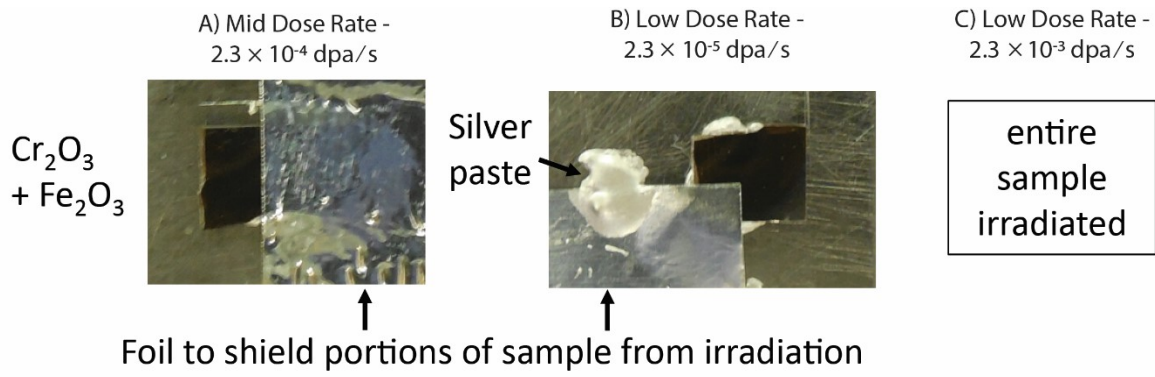 A) Mid Dose Rate -
2.3 × 10⁻⁴ dpa/s
B) Low Dose Rate -
2.3 × 10⁻⁵ dpa/s
C) Low Dose Rate -
2.3 × 10⁻³ dpa/s
Cr₂O₃
+ Fe₂O₃
Silver
paste
entire
sample
irradiated
Foil to shield portions of sample from irradiation